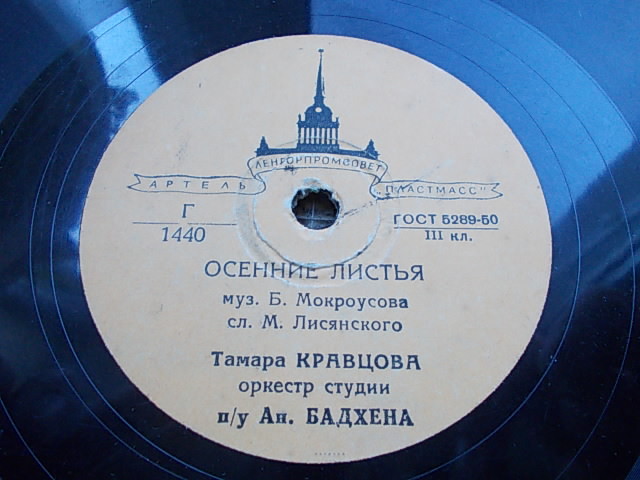 ЛЕНГОРПРОМСОВЕТ
АРТЕЛЬ "ПЛАСТМАСС"
Г ГОСТ 5289-50
1440 III кл.
ОСЕННИЕ ЛИСТЬЯ
муз. Б. Мокроусова
сл. М. Лисянского
Тамара КРАВЦОВА
оркестр студии
п/у Ан. БАДХЕНА